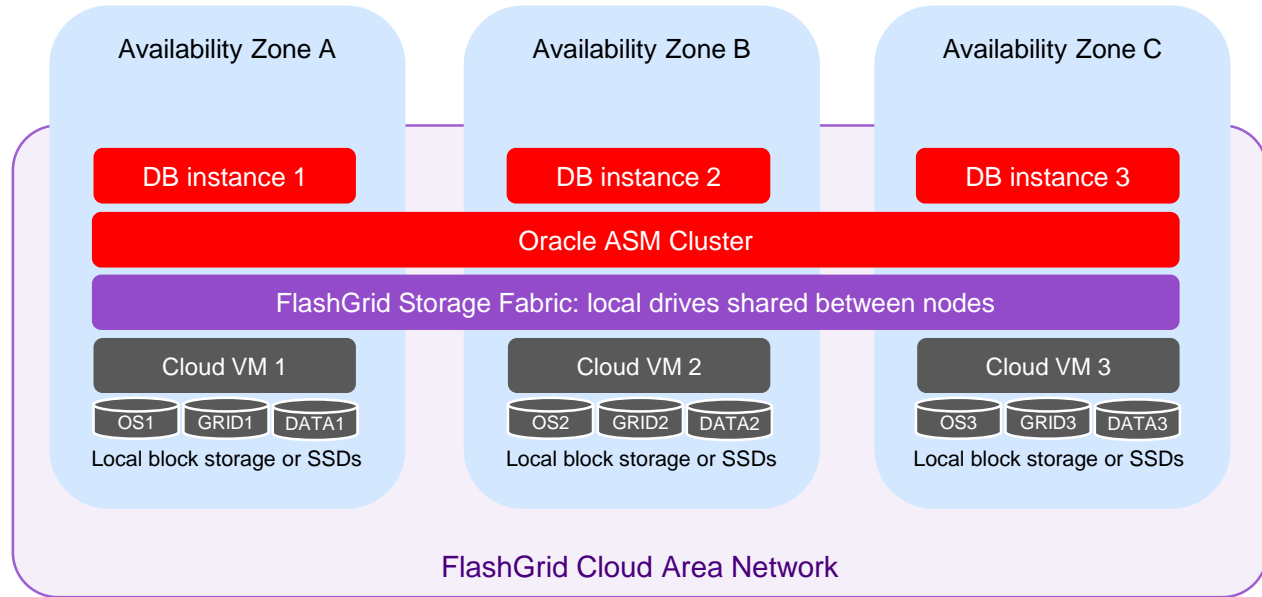 Availability Zone A
Availability Zone B
Availability Zone C
DB instance 1
DB instance 2
DB instance 3
Oracle ASM Cluster
FlashGrid Storage Fabric: local drives shared between nodes
Cloud VM 1
Cloud VM 2
Cloud VM 3
OS1
GRID1
DATA1
OS2
GRID2
DATA2
OS3
GRID3
DATA3
Local block storage or SSDs
Local block storage or SSDs
Local block storage or SSDs
FlashGrid Cloud Area Network